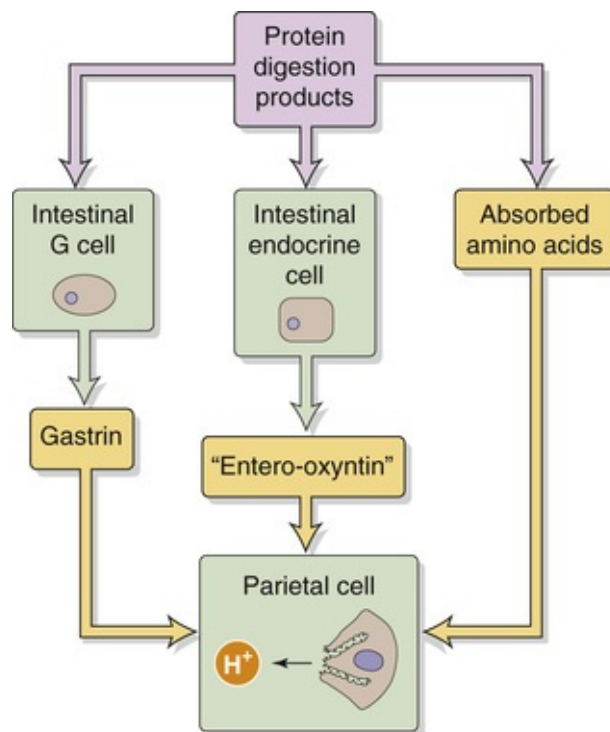 Protein
digestion
products
Intestinal
G cell
Intestinal
endocrine
cell
Absorbed
amino acids
Gastrin
“Entero-oxyntin”
Parietal cell
H+